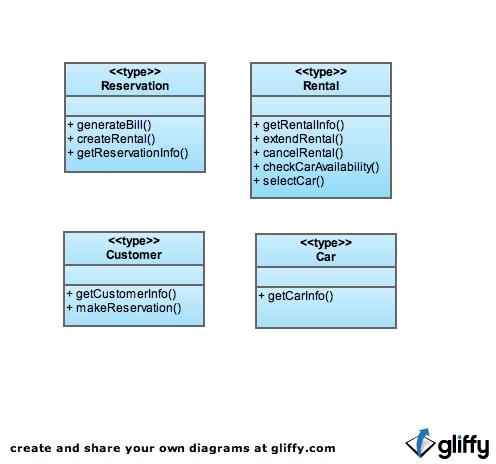 <<type>>
Reservation
+ generateBill()
+ createRental()
+ getReservationInfo()
<<type>>
Rental
+ getRentalInfo()
+ extendRental()
+ cancelRental()
+ checkCarAvailability()
+ selectCar()
<<type>>
Customer
+ getCustomerInfo()
+ makeReservation()
<<type>>
Car
+ getCarInfo()
create and share your own diagrams at gliffy.com
gliffy